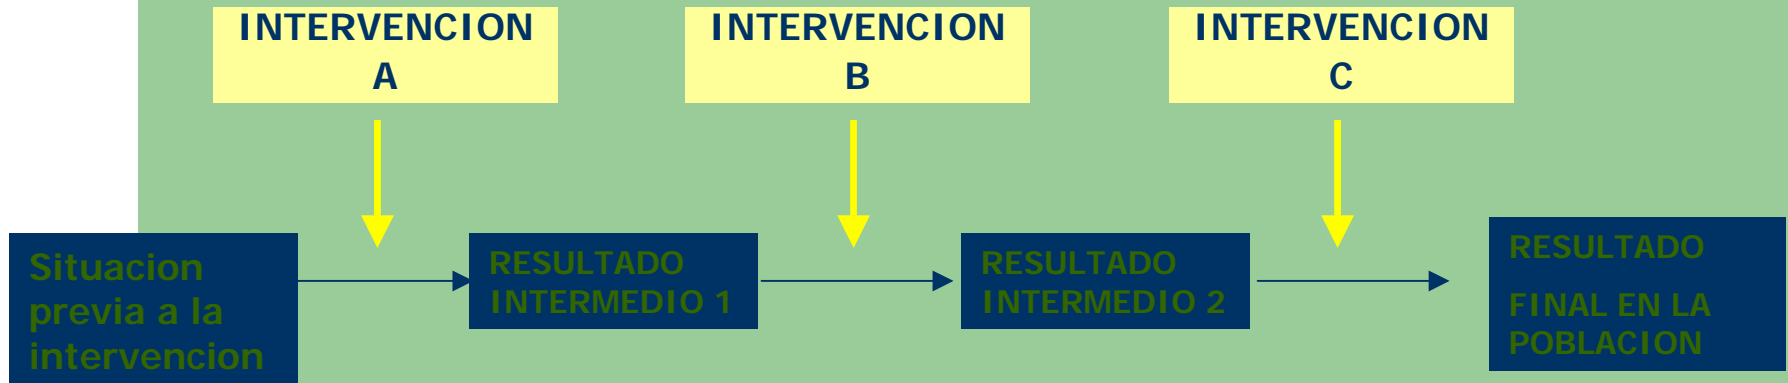 INTERVENCION
A
INTERVENCION
B
INTERVENCION
C
Situacion
previa a la
intervencion
RESULTADO
INTERMEDIO 1
RESULTADO
INTERMEDIO 2
RESULTADO
FINAL EN LA
POBLACION